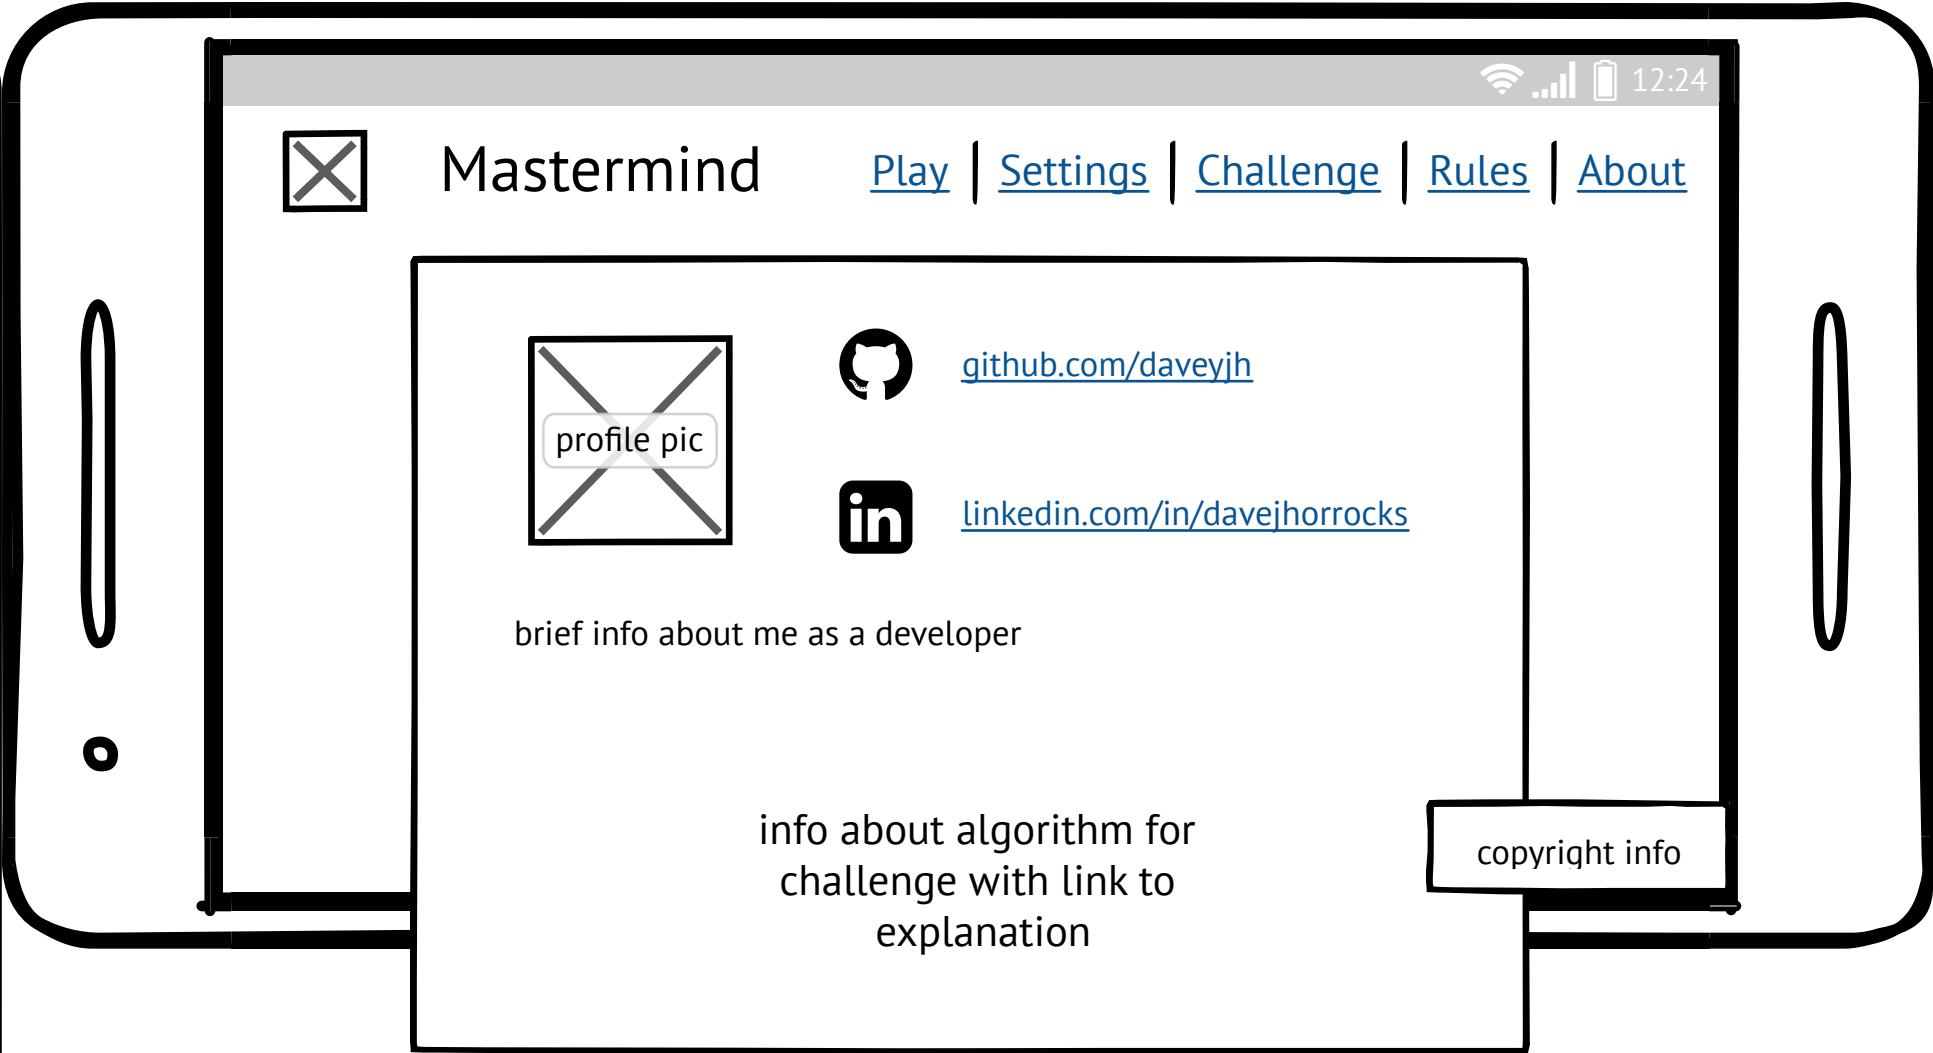 12:24
Mastermind Play Settings Challenge Rules About
github.com/daveyjh
profile pic
in linkedin.com/in/davejhorrocks
brief info about me as a developer
info about algorithm for
challenge with link to
explanation
copyright info